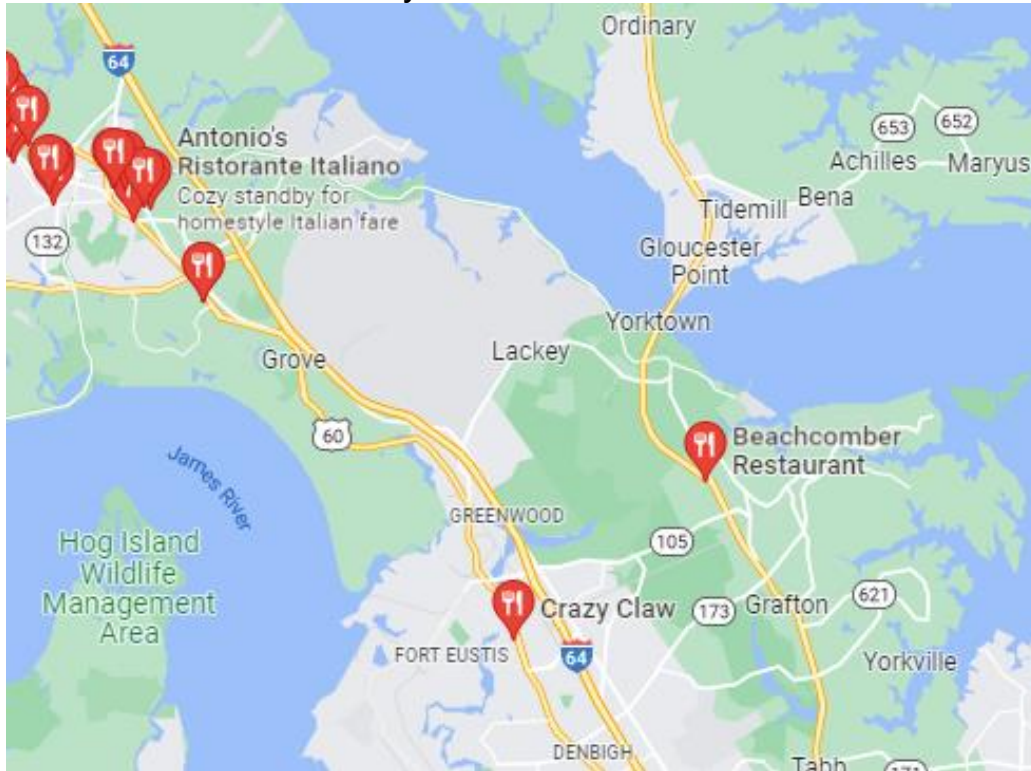 Ordinary
64
Antonio's
Ristorante Italiano
Cozy standby for
homestyle Italian fare
653
652
Achilles
Maryus
Bena
Tidemill
132
Gloucester
Point
Yorktown
Lackey
Grove
60
Beachcomber
Restaurant
James River
GREENWOOD
105
Hog Island
Wildlife
Management
Area
Crazy Claw
173
Grafton
621
FORT EUSTIS
64
Yorkville
DENBIGH
Tabb
171